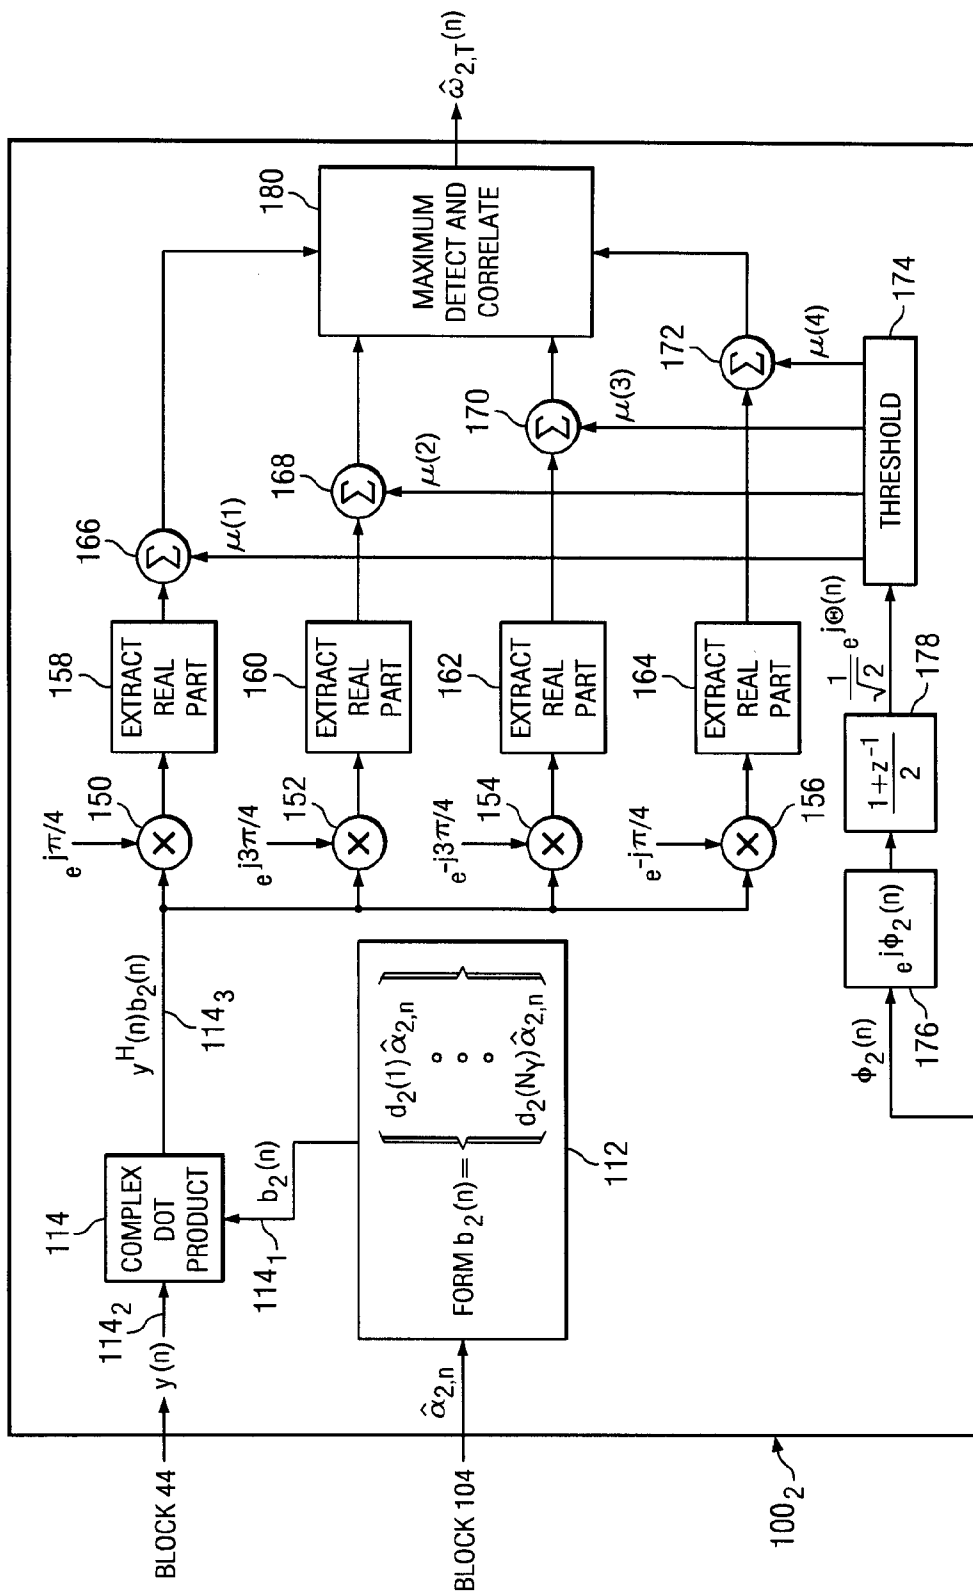 BLOCK 44
y(n)
114₂
114
COMPLEX
DOT
PRODUCT
114₁
b₂(n)
yᴴ(n)b₂(n)
114₃
BLOCK 104
α̂₂,ₙ
FORM b₂(n)=
d₂(1)α̂₂,ₙ
d₂(N_Y)α̂₂,ₙ
112
e^jπ/4
150
×
158
EXTRACT
REAL
PART
166
Σ
μ(1)
e^j3π/4
152
×
160
EXTRACT
REAL
PART
168
Σ
μ(2)
e^-j3π/4
154
×
162
EXTRACT
REAL
PART
170
Σ
μ(3)
e^-jπ/4
156
×
164
EXTRACT
REAL
PART
172
Σ
μ(4)
180
MAXIMUM
DETECT AND
CORRELATE
ω̂₂,T(n)
ϕ₂(n)
e^jϕ₂(n)
176
1+z⁻¹
2
178
1/√2 e^jΘ(n)
THRESHOLD
174
100₂